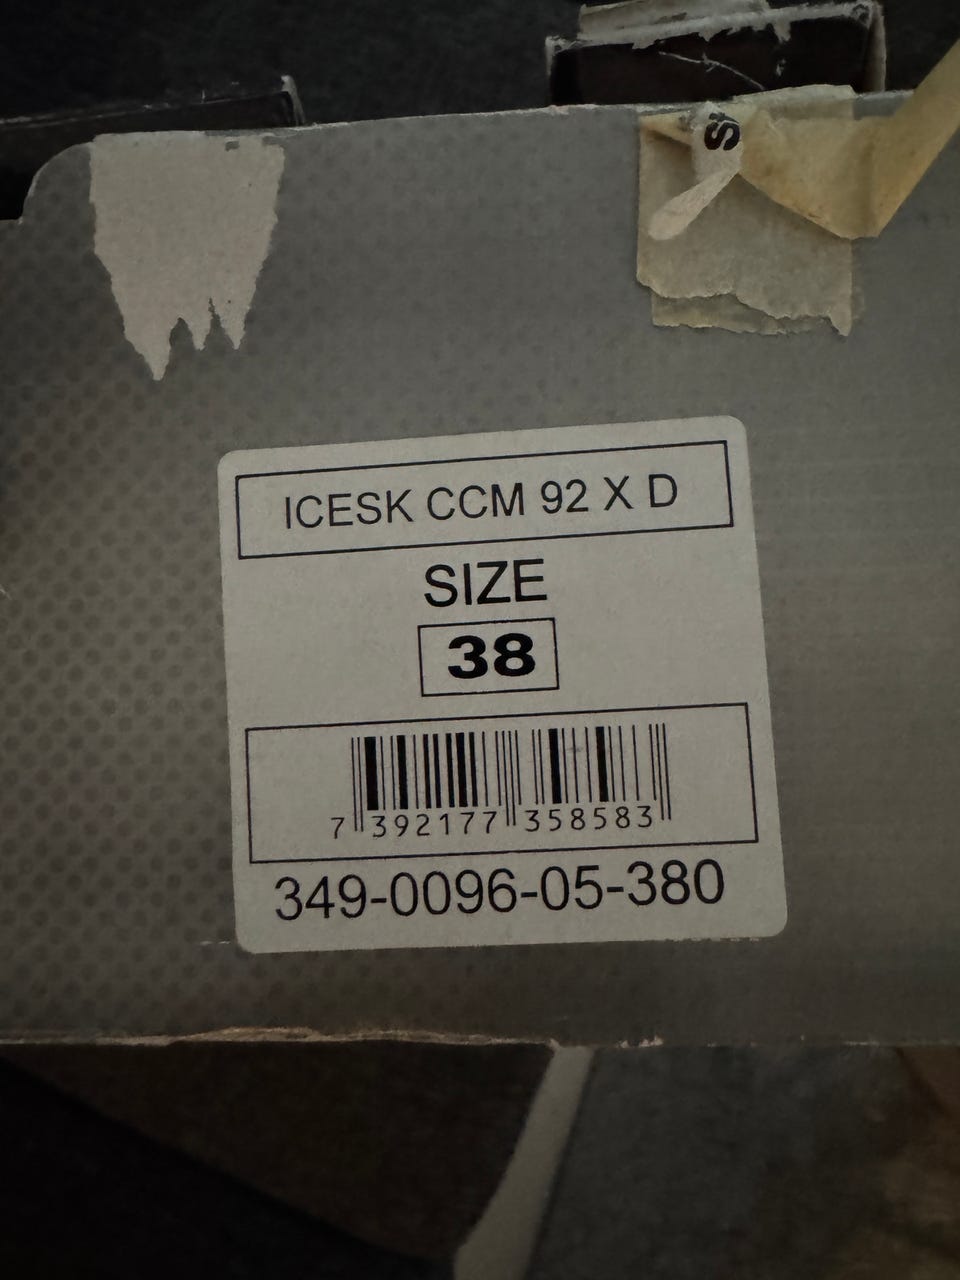 ICESK CCM 92 X D
SIZE
38
7 392177 358583
349-0096-05-380